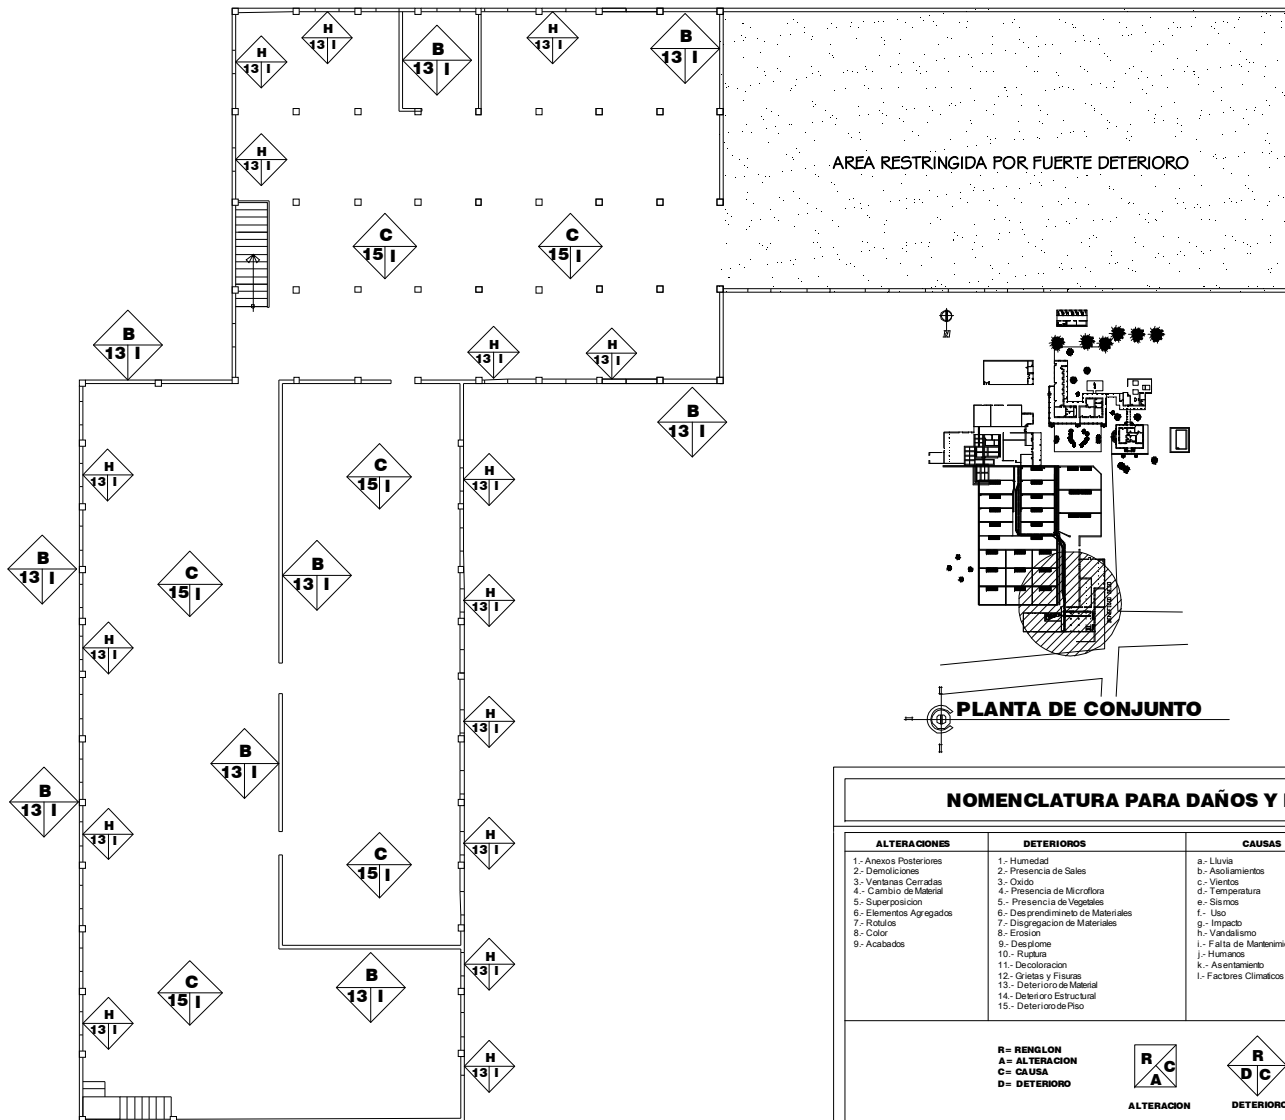 H
13 I
B
13 I
H
13 I
B
13 I
H
13 I
H
13 I
AREA RESTRINGIDA POR FUERTE DETERIORO
C
15 I
C
15 I
B
13 I
H
13 I
H
13 I
B
13 I
H
13 I
C
15 I
H
13 I
B
13 I
C
15 I
B
13 I
H
13 I
H
13 I
H
13 I
B
13 I
B
13 I
H
13 I
H
13 I
C
15 I
H
13 I
C
15 I
B
13 I
H
13 I
H
13 I
PLANTA DE CONJUNTO
NOMENCLATURA PARA DAÑOS Y
ALTERACIONES
1.- Anexos Posteriores
2.- Demoliciones
3.- Ventanas Cerradas
4.- Cambio de Material
5.- Superposicion
6.- Elementos Agregados
7.- Rotulos
8.- Color
9.- Acabados
DETERIOROS
1.- Humedad
2.- Presencia de Sales
3.- Oxido
4.- Presencia de Microflora
5.- Presencia de Vegetales
6.- Desprendimineto de Materiales
7.- Disgregacion de Materiales
8.- Erosion
9.- Desplome
10.- Ruptura
11.- Decoloracion
12.- Grietas y Fisuras
13.- Deterioro de Material
14.- Deterioro Estructural
15.- Deterioro de Piso
CAUSAS
a.- Lluvia
b.- Asoliamientos
c.- Vientos
d.- Temperatura
e.- Sismos
f.- Uso
g.- Impacto
h.- Vandalismo
i.- Falta de Mantenimi
j.- Humanos
k.- Asentamiento
l.- Factores Climaticos
R= RENGLON
A= ALTERACION
C= CAUSA
D= DETERIORO
R
C
A
ALTERACION
R
D C
DETERIORO